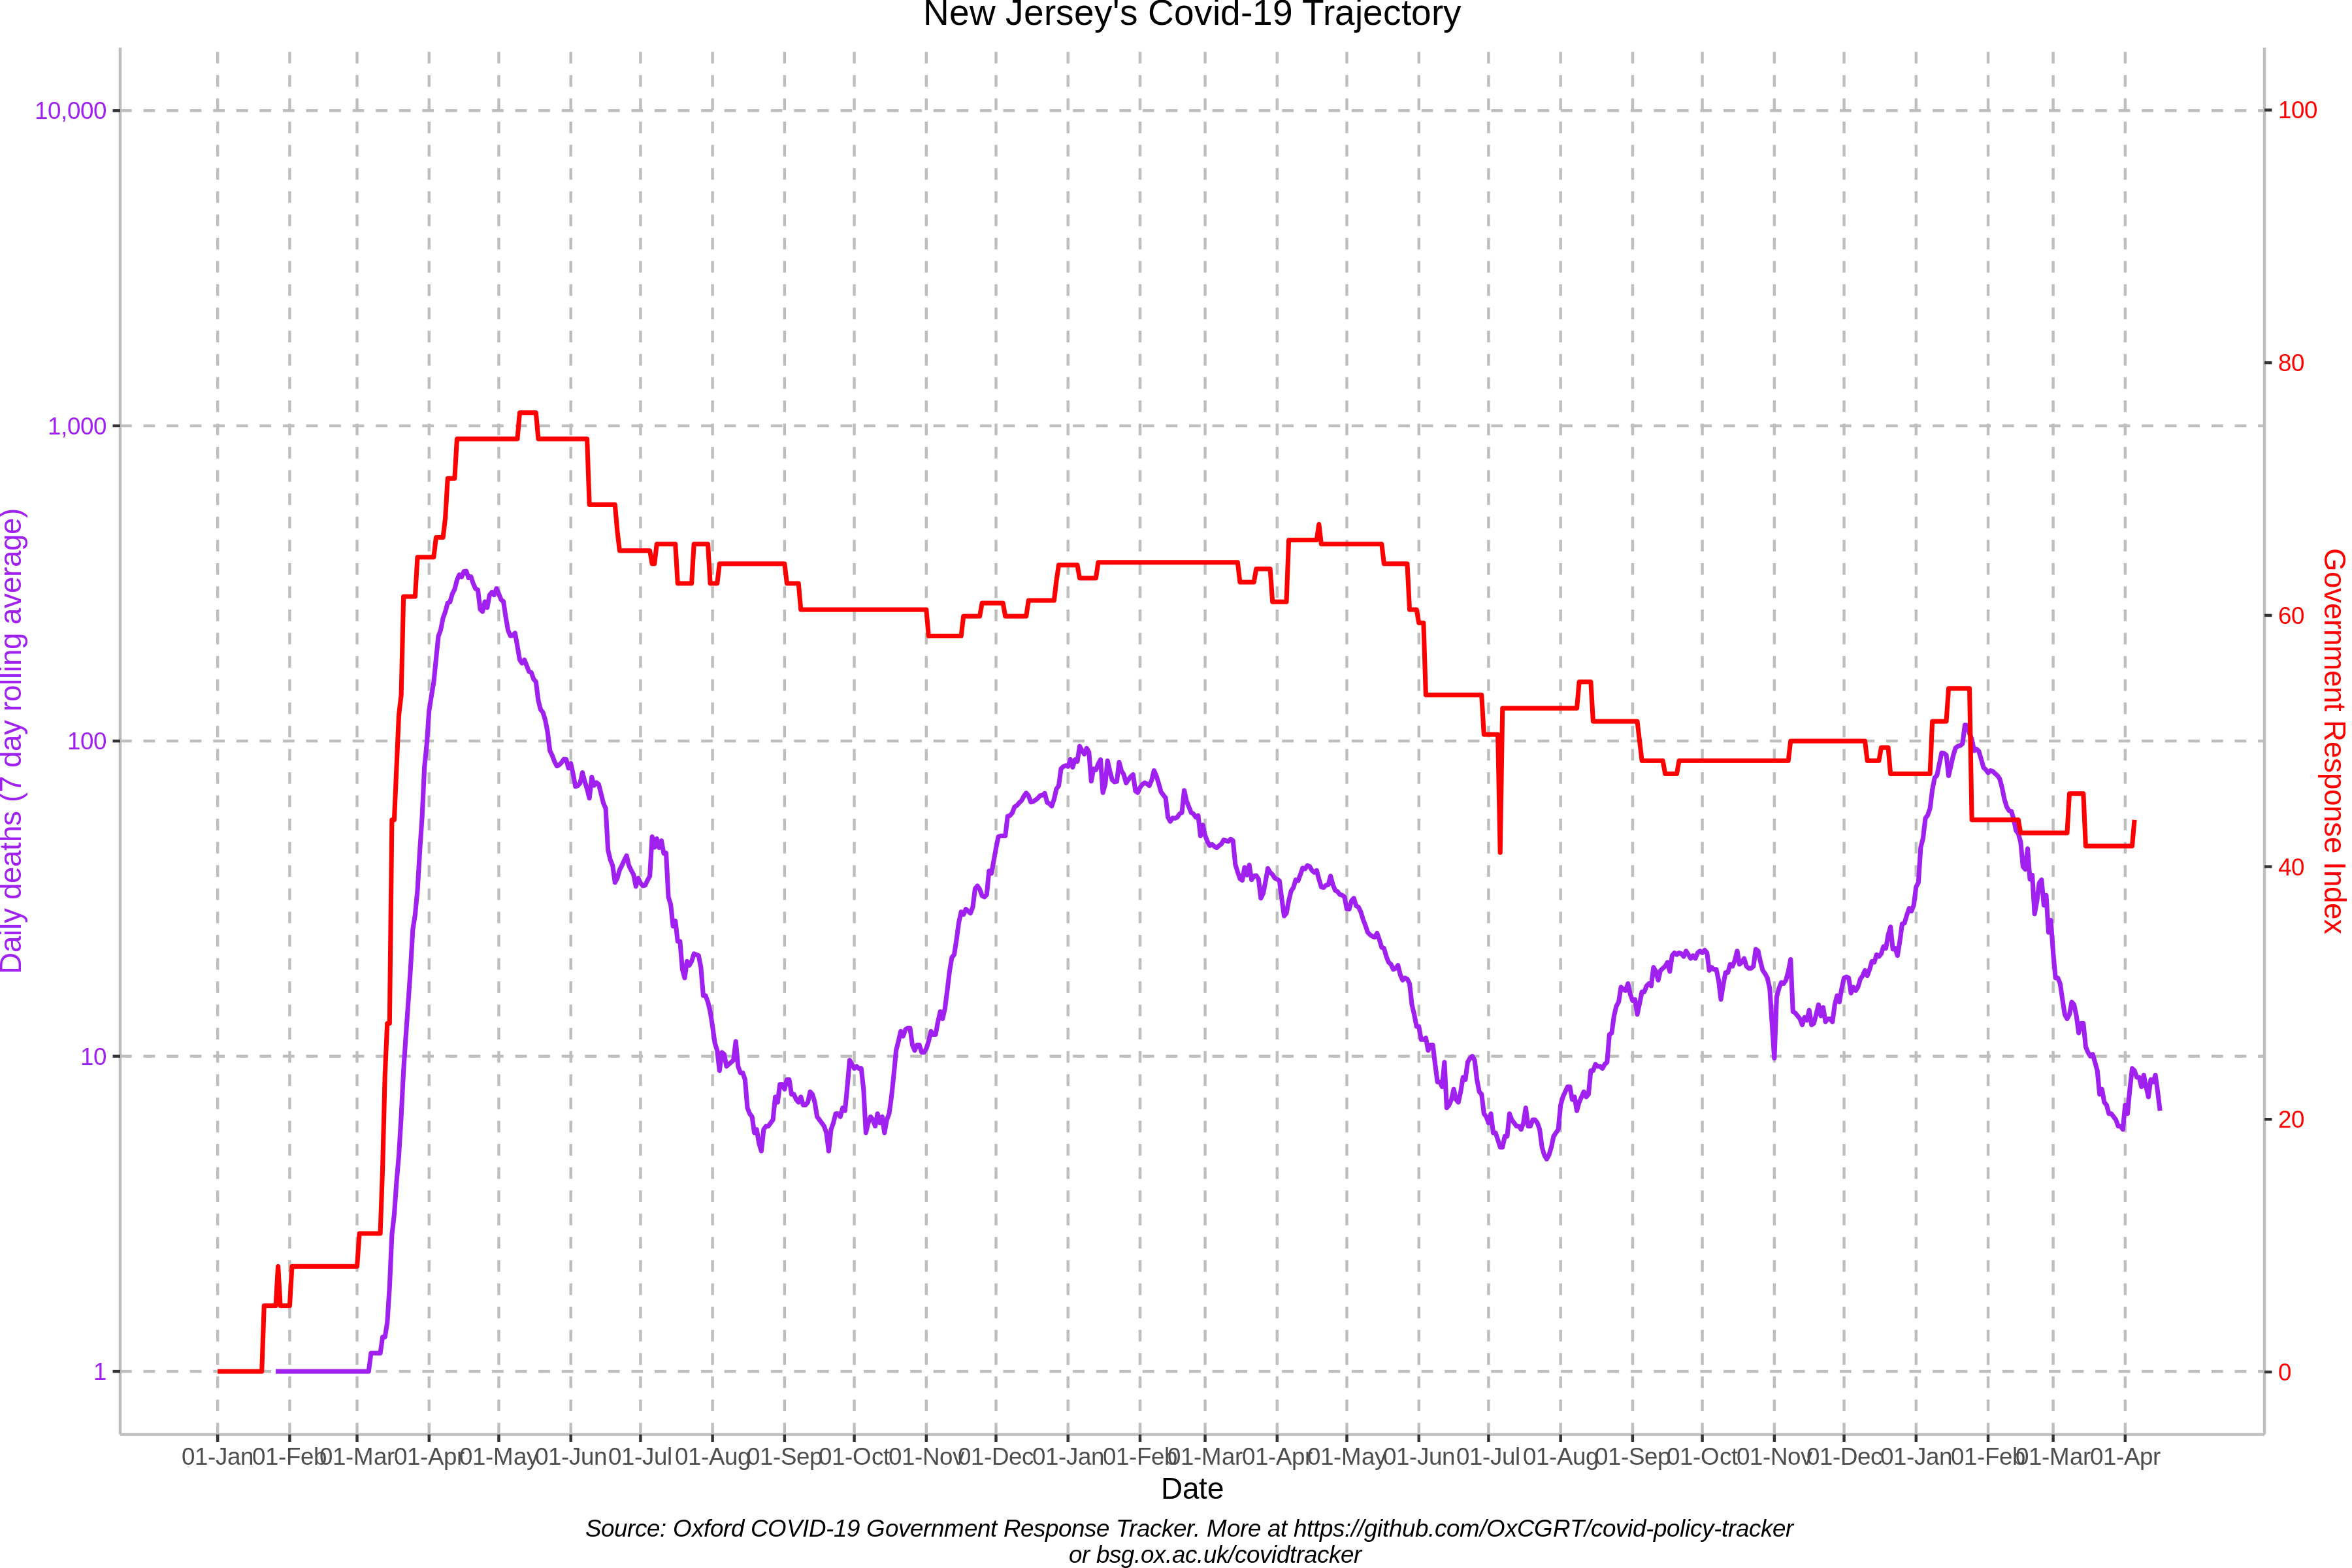 New Jersey's Covid-19 Trajectory
10,000
1,000
100
10
1
Daily deaths (7 day rolling average)
100
80
60
40
20
0
Government Response Index
01-Jan 01-Feb 01-Mar 01-Apr 01-May 01-Jun 01-Jul 01-Aug 01-Sep 01-Oct 01-Nov 01-Dec 01-Jan 01-Feb 01-Mar 01-Apr 01-May 01-Jun 01-Jul 01-Aug 01-Sep 01-Oct 01-Nov 01-Dec 01-Jan 01-Feb 01-Mar 01-Apr
Date
Source: Oxford COVID-19 Government Response Tracker. More at https://github.com/OxCGRT/covid-policy-tracker
or bsg.ox.ac.uk/covidtracker